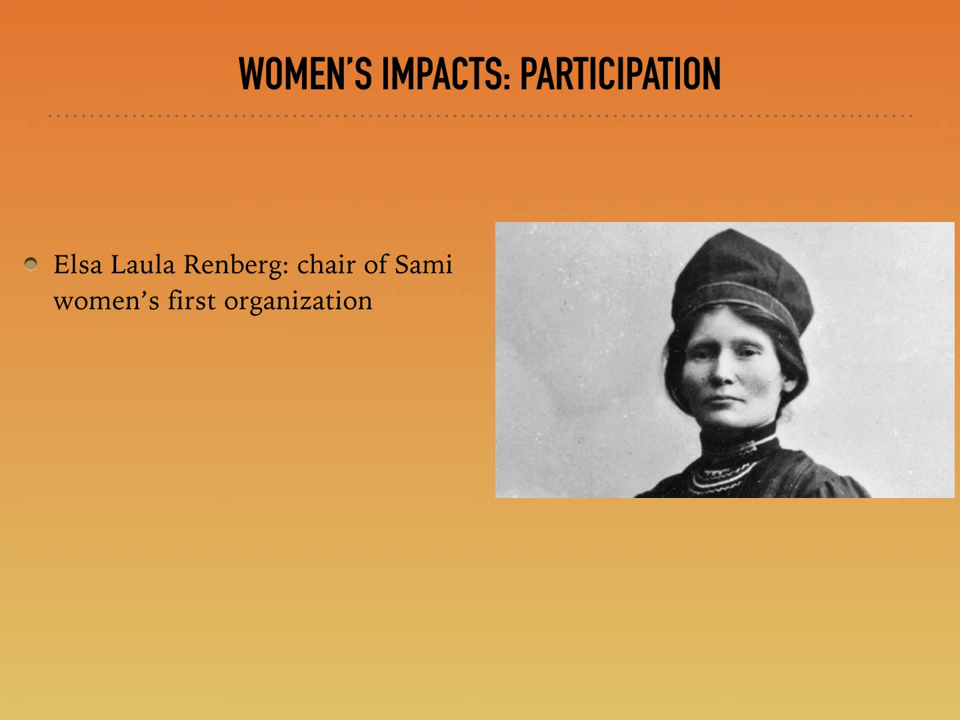 WOMEN’S IMPACTS: PARTICIPATION
Elsa Laula Renberg: chair of Sami
women’s first organization